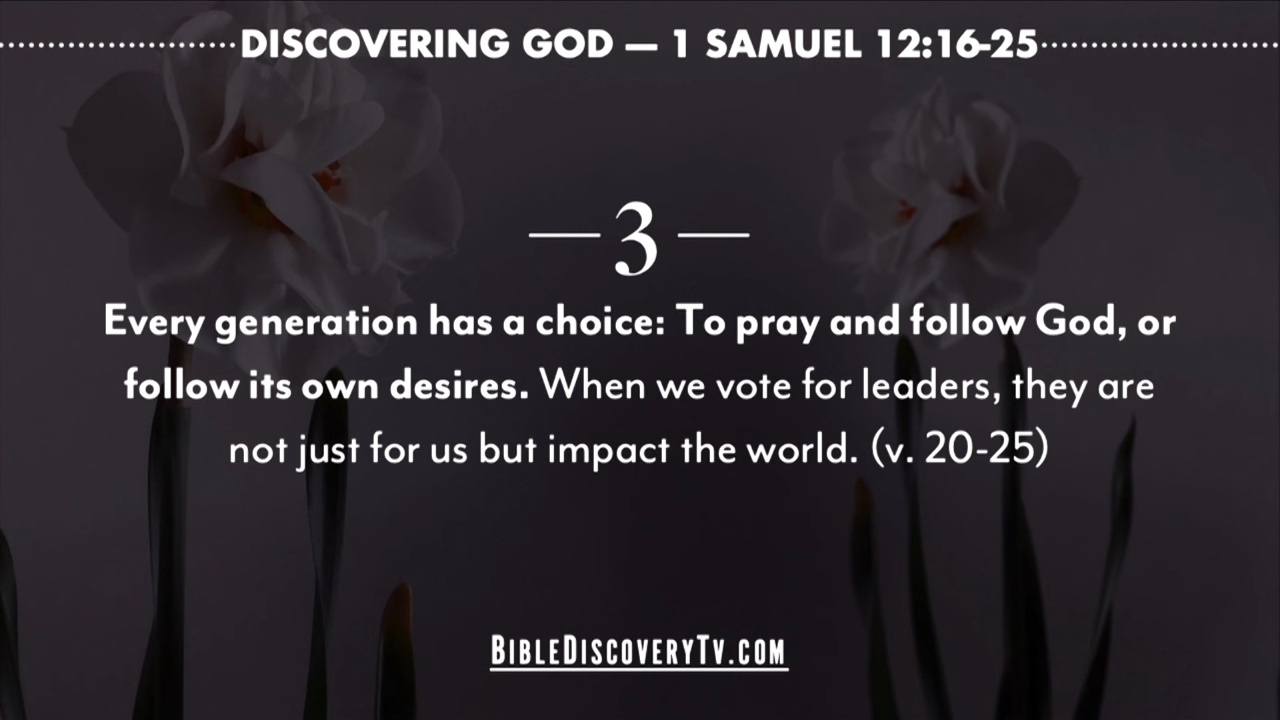 DISCOVERING GOD — 1 SAMUEL 12:16-25
— 3 —
Every generation has a choice: To pray and follow God, or
follow its own desires. When we vote for leaders, they are
not just for us but impact the world. (v. 20-25)
BIBLEDISCOVERYTV.COM